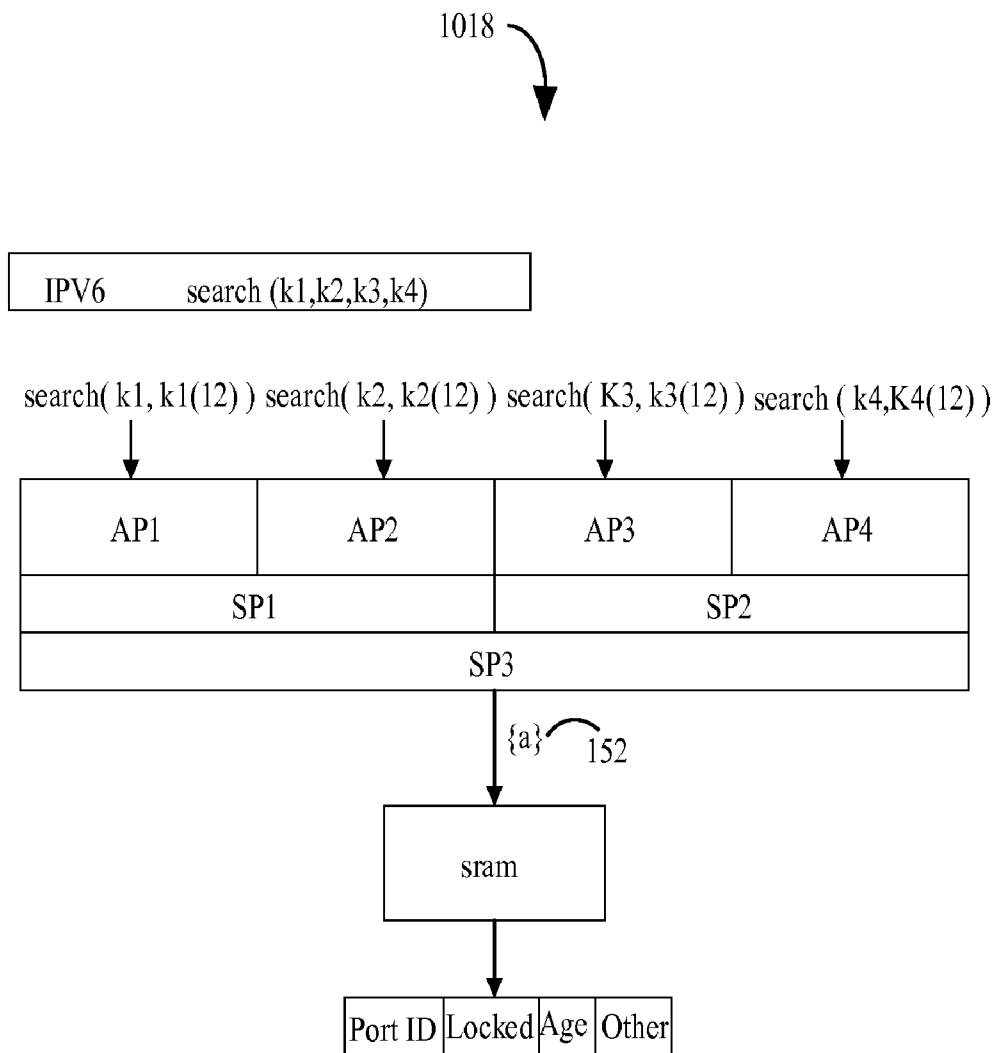 1018
IPV6 search (k1,k2,k3,k4)
search( k1, k1(12) ) search( k2, k2(12) ) search( K3, k3(12) ) search ( k4,K4(12) )
AP1 AP2 AP3 AP4
SP1 SP2
SP3
{a} 152
sram
Port ID Locked Age Other